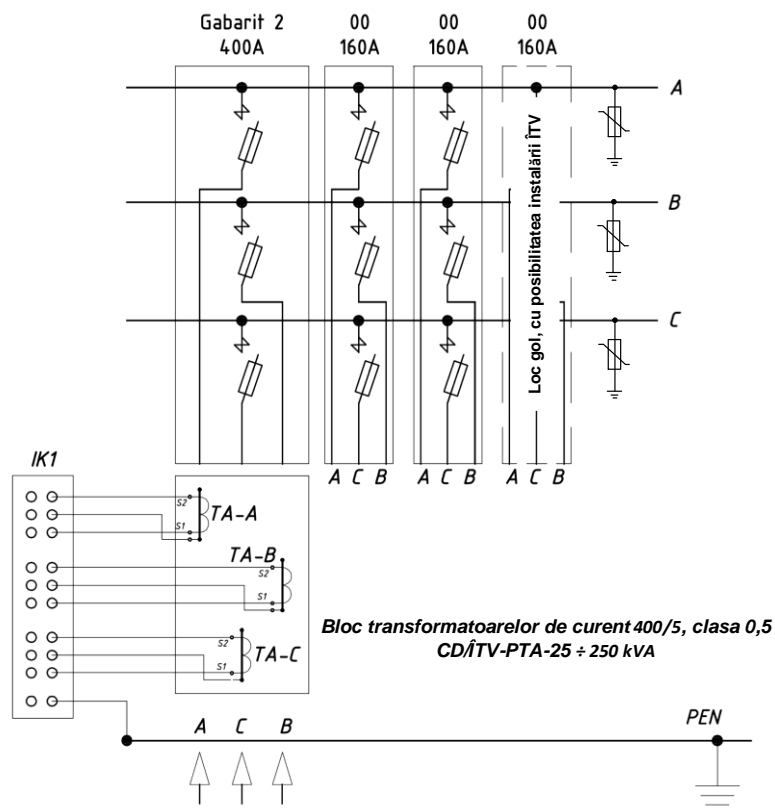 Gabarit 2 00 00 00
400A 160A 160A 160A
A
B
C
Loc gol, cu posibilitatea instalării ÎTV
A C B A C B
IK1
S2
TA-A
S1
TA-B
S2
S1
S2
TA-C
S1
Bloc transformatoarelor de curent 400/5, clasa 0,5
CD/ÎTV-PTA-25 ÷ 250 kVA
A C B
PEN